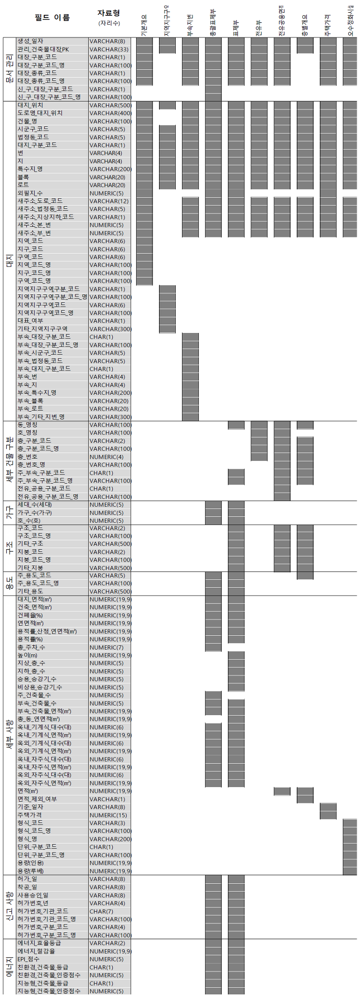 필드 이름
자료형
(자리수)
기본개요
지역지구구역
부속지번
총괄표제부
표제부
전유부
전유공용면적
층별개요
주택가격
오수정화시설
문서 관리
생성_일자 VARCHAR(8)
관리_건축물대장PK VARCHAR(33)
대장_구분_코드 VARCHAR(1)
대장_구분_코드_명 VARCHAR(100)
대장_종류_코드 VARCHAR(1)
대장_종류_코드_명 VARCHAR(100)
신_구_대장_구분_코드 VARCHAR(1)
신_구_대장_구분_코드_명 VARCHAR(100)
대지
대지_위치 VARCHAR(500)
도로명_대지_위치 VARCHAR(400)
건물_명 VARCHAR(100)
시군구_코드 VARCHAR(5)
법정동_코드 VARCHAR(5)
대지_구분_코드 VARCHAR(1)
번 VARCHAR(4)
지 VARCHAR(4)
특수지_명 VARCHAR(200)
블록 VARCHAR(20)
로트 VARCHAR(20)
외필지_수 NUMERIC(5)
새주소_도로_코드 VARCHAR(12)
새주소_법정동_코드 VARCHAR(5)
새주소_지상지하_코드 VARCHAR(1)
새주소_본_번 NUMERIC(5)
새주소_부_번 NUMERIC(5)
지역_코드 VARCHAR(6)
지구_코드 VARCHAR(6)
구역_코드 VARCHAR(6)
지역_코드_명 VARCHAR(100)
지구_코드_명 VARCHAR(100)
구역_코드_명 VARCHAR(100)
지역지구구역구분_코드 VARCHAR(1)
지역지구구역구분_코드_명 VARCHAR(100)
지역지구구역코드 VARCHAR(6)
지역지구구역코드_명 VARCHAR(100)
대표_여부 VARCHAR(1)
기타_지역지구구역 VARCHAR(300)
부속_대장_구분_코드 CHAR(1)
부속_대장_구분_코드_명 VARCHAR(100)
부속_시군구_코드 VARCHAR(5)
부속_법정동_코드 VARCHAR(5)
부속_대지_구분_코드 CHAR(1)
부속_번 VARCHAR(4)
부속_지 VARCHAR(4)
부속_특수지_명 VARCHAR(200)
부속_블록 VARCHAR(20)
부속_로트 VARCHAR(20)
부속_기타_지번_명 VARCHAR(300)
세부 건물 구분
동_명칭 VARCHAR(100)
호_명칭 VARCHAR(100)
층_구분_코드 VARCHAR(2)
층_구분_코드_명 VARCHAR(100)
층_번호 NUMERIC(4)
층_번호_명 VARCHAR(100)
주_부속_구분_코드 CHAR(1)
주_부속_구분_코드_명 VARCHAR(100)
전유_공용_구분_코드 CHAR(1)
전유_공용_구분_코드_명 VARCHAR(100)
가구
세대_수(세대) NUMERIC(5)
가구_수(가구) NUMERIC(5)
호_수(호) NUMERIC(5)
구조
구조_코드 VARCHAR(2)
구조_코드_명 VARCHAR(100)
기타_구조 VARCHAR(500)
지붕_코드 VARCHAR(2)
지붕_코드_명 VARCHAR(100)
기타_지붕 VARCHAR(500)
용도
주_용도_코드 VARCHAR(5)
주_용도_코드_명 VARCHAR(100)
기타_용도 VARCHAR(500)
세부 사항
대지_면적(㎡) NUMERIC(19,9)
건축_면적(㎡) NUMERIC(19,9)
건폐율(%) NUMERIC(19,9)
연면적(㎡) NUMERIC(19,9)
용적률_산정_연면적(㎡) NUMERIC(19,9)
용적률(%) NUMERIC(19,9)
총_주차_수 NUMERIC(7)
높이(m) NUMERIC(19,9)
지상_층_수 NUMERIC(5)
지하_층_수 NUMERIC(5)
승용_승강기_수 NUMERIC(5)
비상용_승강기_수 NUMERIC(5)
주_건축물_수 NUMERIC(5)
부속_건축물_수 NUMERIC(5)
부속_건축물_면적(㎡) NUMERIC(19,9)
총_동_연면적(㎡) NUMERIC(19,9)
옥내_기계식_대수(대) NUMERIC(6)
옥내_기계식_면적(㎡) NUMERIC(19,9)
옥외_기계식_대수(대) NUMERIC(6)
옥외_기계식_면적(㎡) NUMERIC(19,9)
옥내_자주식_대수(대) NUMERIC(6)
옥내_자주식_면적(㎡) NUMERIC(19,9)
옥외_자주식_대수(대) NUMERIC(6)
옥외_자주식_면적(㎡) NUMERIC(19,9)
면적(㎡) NUMERIC(19,9)
면적_제외_여부 VARCHAR(1)
기준_일자 VARCHAR(8)
주택가격 NUMERIC(15)
형식_코드 VARCHAR(3)
형식_코드_명 VARCHAR(100)
형식_명 VARCHAR(200)
단위_구분_코드 CHAR(1)
단위_구분_코드_명 VARCHAR(100)
용량(인용) NUMERIC(19,9)
용량(루베) NUMERIC(19,9)
신고 사항
허가_일 VARCHAR(8)
착공_일 VARCHAR(8)
사용승인_일 VARCHAR(8)
허가번호_년 VARCHAR(4)
허가번호_기관_코드 CHAR(7)
허가번호_기관_코드_명 VARCHAR(100)
허가번호_구분_코드 VARCHAR(4)
허가번호_구분_코드_명 VARCHAR(100)
에너지
에너지_효율등급 VARCHAR(2)
에너지_절감율 NUMERIC(19,9)
EPI_점수 NUMERIC(5)
친환경_건축물_등급 CHAR(1)
친환경_건축물_인증점수 NUMERIC(5)
지능형_건축물_등급 CHAR(1)
지능형_건축물_인증점수 NUMERIC(5)